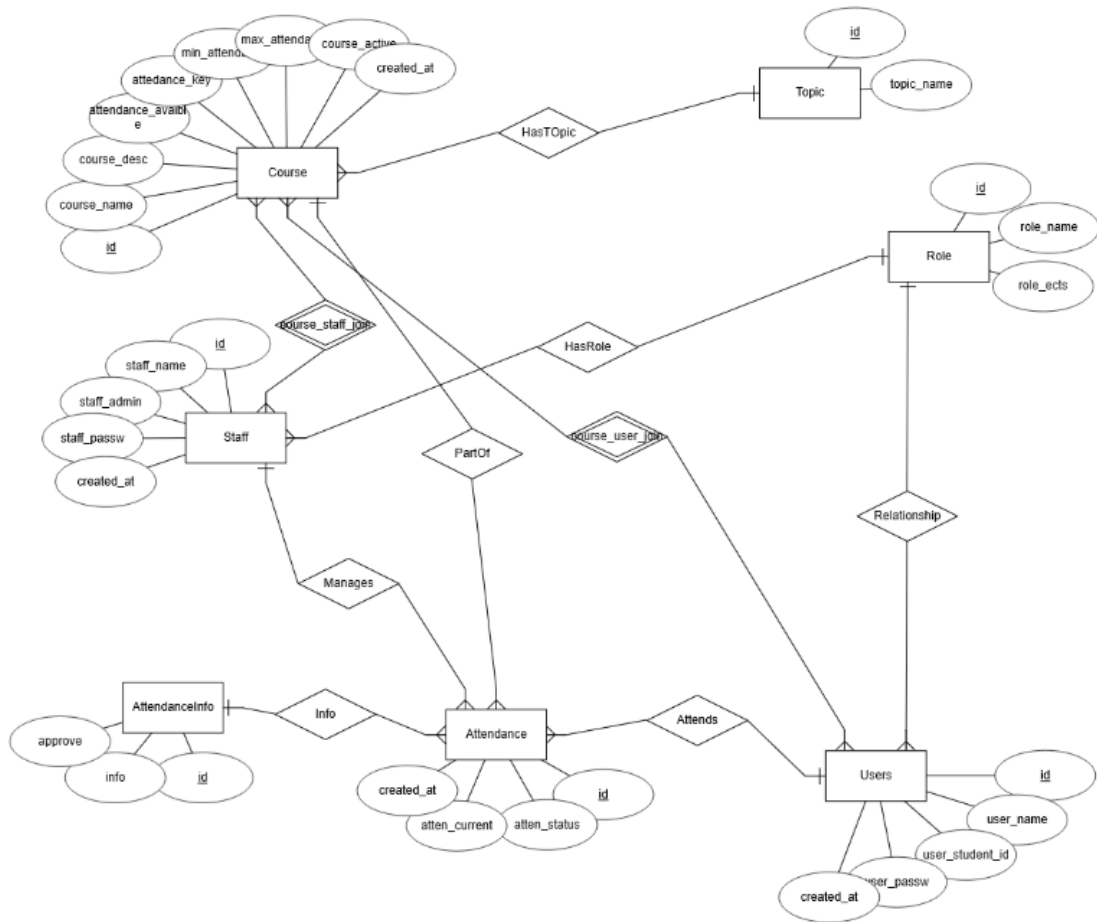 id
max_attenda
course_active
min_attenda
created_at
attedance_key
topic_name
Topic
attendance_avaible
HasTOpic
course_desc
Course
course_name
id
id
role_name
Role
role_ects
course_staff_join
id
staff_name
HasRole
staff_admin
Staff
course_user_join
staff_passw
PartOf
created_at
Relationship
Manages
AttendanceInfo
Info
Attendance
Attends
approve
info
id
created_at
atten_current
atten_status
id
Users
id
user_name
user_student_id
user_passw
created_at